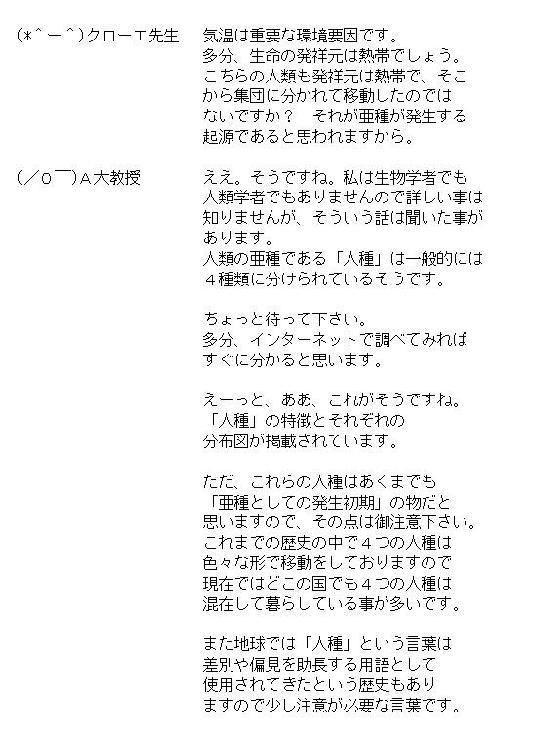 (*＾ー＾)クローエ先生　気温は重要な環境要因です。
多分、生命の発祥元は熱帯でしょう。
こちらの人類も発祥元は熱帯で、そこ
から集団に分かれて移動したのでは
ないですか？　それが亜種が発生する
起源であると思われますから。
(／０￣)Ａ大教授　ええ。そうですね。私は生物学者でも
人類学者でもありませんので詳しい事は
知りませんが、そういう話は聞いた事が
あります。
人類の亜種である「人種」は一般的には
４種類に分けられているそうです。
ちょっと待って下さい。
多分、インターネットで調べてみれば
すぐに分かると思います。
えーっと、ああ、これがそうですね。
「人種」の特徴とそれぞれの
分布図が掲載されています。
ただ、これらの人種はあくまでも
「亜種としての発生初期」の物だと
思いますので、その点は御注意下さい。
これまでの歴史の中で４つの人種は
色々な形で移動をしておりますので
現在ではどこの国でも４つの人種は
混在して暮らしている事が多いです。
また地球では「人種」という言葉は
差別や偏見を助長する用語として
使用されてきたという歴史もあり
ますので少し注意が必要な言葉です。